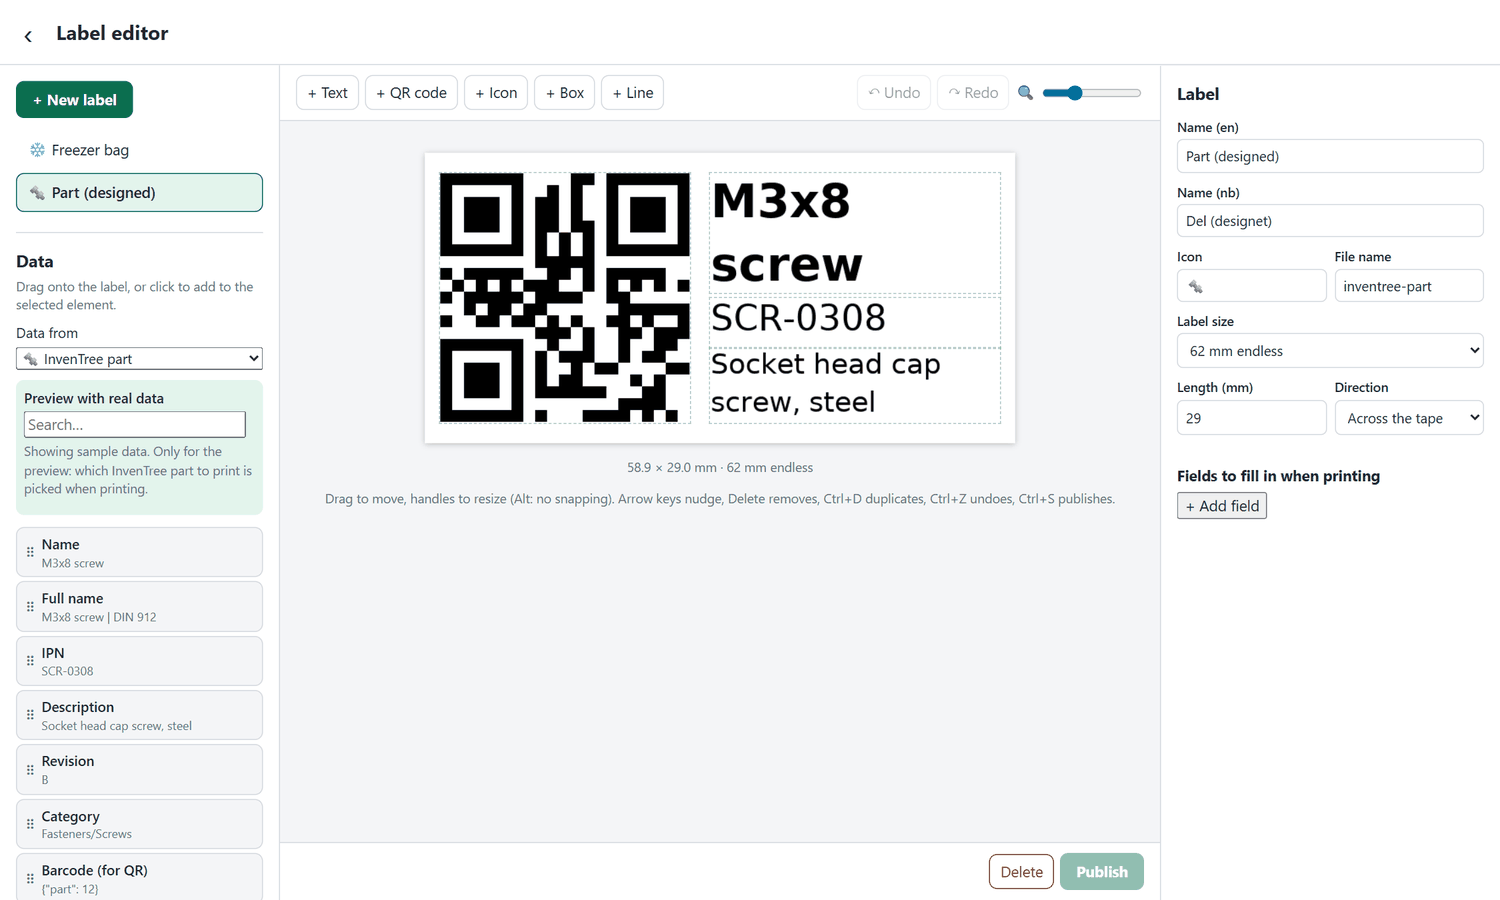 Label editor
+ New label
Freezer bag
Part (designed)
Data
Drag onto the label, or click to add to the
selected element.
Data from
InvenTree part
Preview with real data
Search...
Showing sample data. Only for the
preview: which InvenTree part to print is
picked when printing.
Name
M3x8 screw
Full name
M3x8 screw | DIN 912
IPN
SCR-0308
Description
Socket head cap screw, steel
Revision
B
Category
Fasteners/Screws
Barcode (for QR)
{"part": 12}
+ Text
+ QR code
+ Icon
+ Box
+ Line
Undo
Redo
M3x8
screw
SCR-0308
Socket head cap
screw, steel
58.9 × 29.0 mm · 62 mm endless
Drag to move, handles to resize (Alt: no snapping). Arrow keys nudge, Delete removes, Ctrl+D duplicates, Ctrl+Z undoes, Ctrl+S publishes.
Delete
Publish
Label
Name (en)
Part (designed)
Name (nb)
Del (designet)
Icon
File name
inventree-part
Label size
62 mm endless
Length (mm)
Direction
29
Across the tape
Fields to fill in when printing
+ Add field